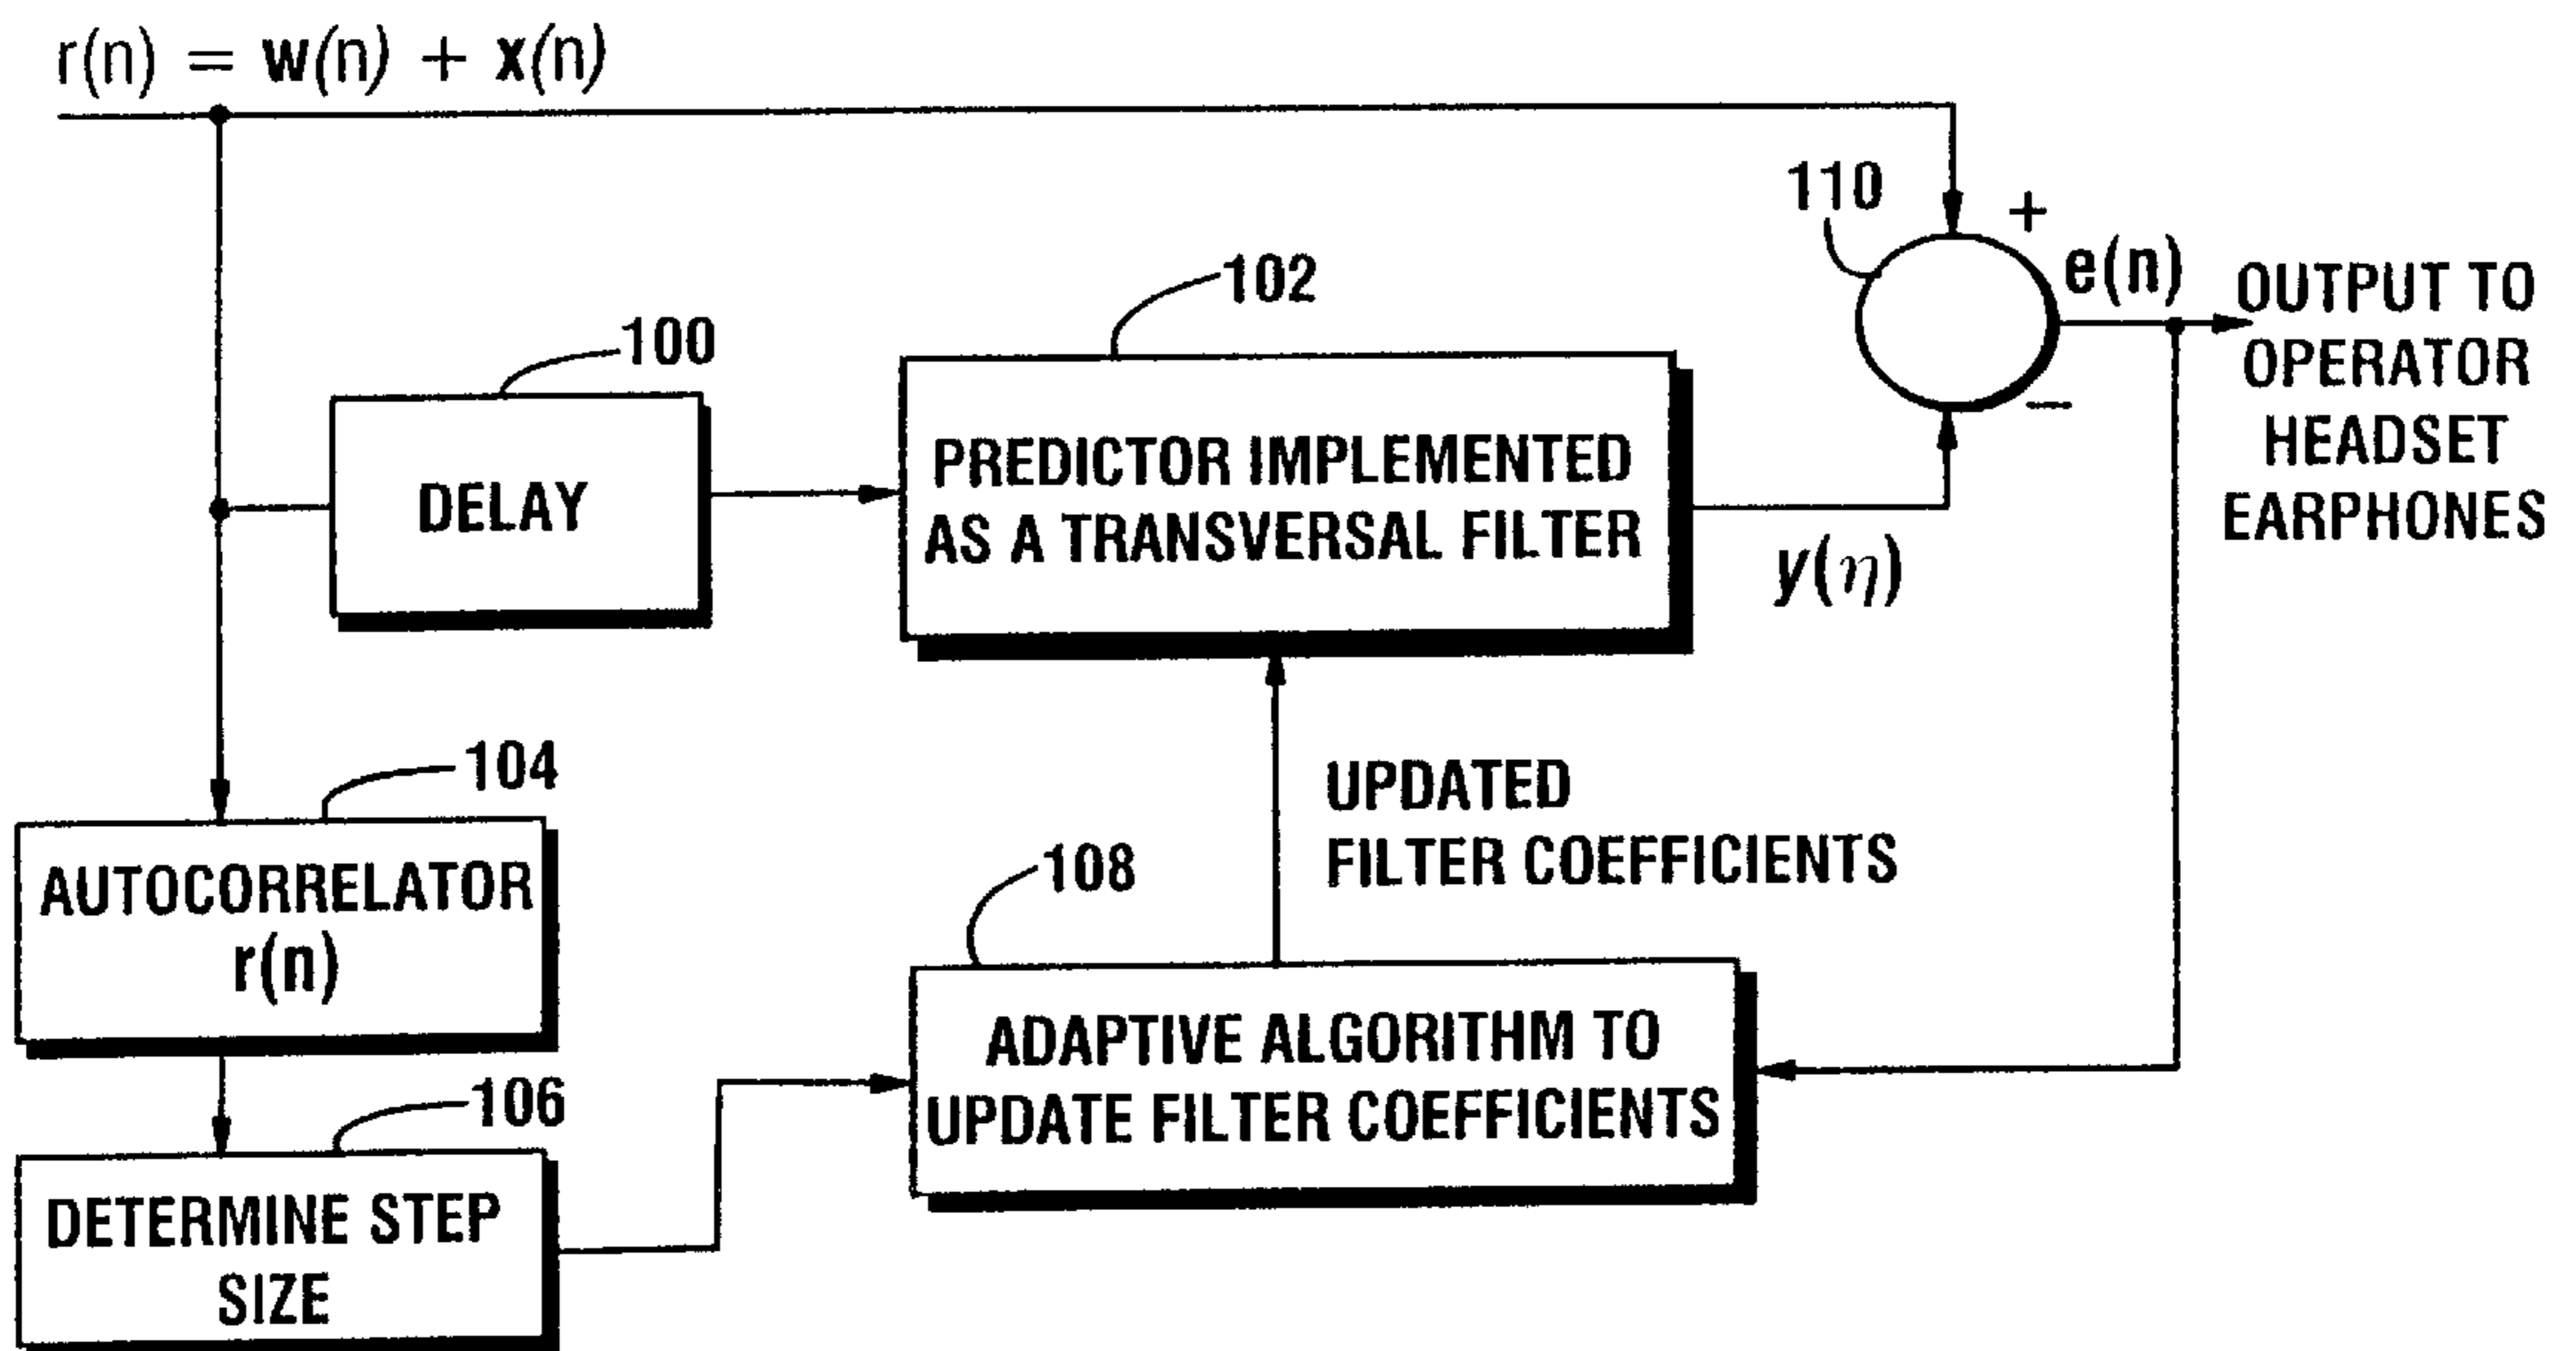 r(n) = w(n) + x(n)
110
+
e(n)
OUTPUT TO
OPERATOR
HEADSET
EARPHONES
−
102
100
DELAY
PREDICTOR IMPLEMENTED
AS A TRANSVERSAL FILTER
y(η)
104
AUTOCORRELATOR
r(n)
UPDATED
FILTER COEFFICIENTS
108
ADAPTIVE ALGORITHM TO
UPDATE FILTER COEFFICIENTS
106
DETERMINE STEP
SIZE